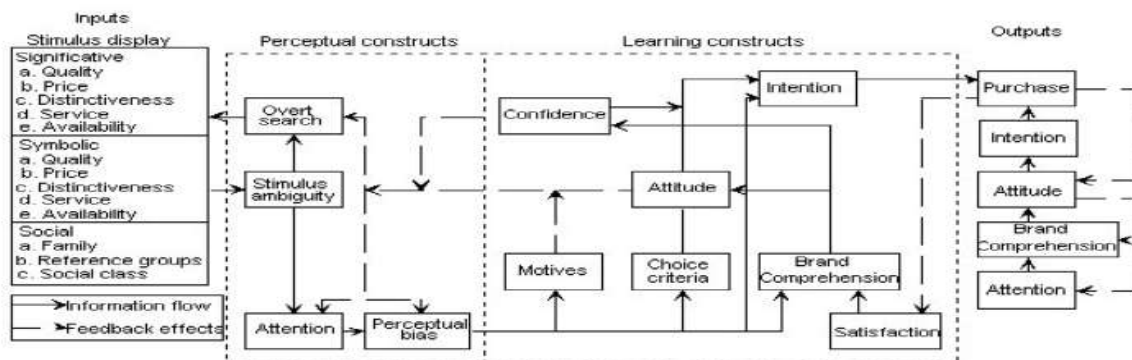 Inputs
Stimulus display
Significative
a. Quality
b. Price
c. Distinctiveness
d. Service
e. Availability
Symbolic
a. Quality
b. Price
c. Distinctiveness
d. Service
e. Availability
Social
a. Family
b. Reference groups
c. Social class
Information flow
Feedback effects
Perceptual constructs
Overt
search
Stimulus
ambiguity
Attention
Perceptual
bias
Learning constructs
Confidence
Intention
Attitude
Motives
Choice
criteria
Brand
Comprehension
Satisfaction
Outputs
Purchase
Intention
Attitude
Brand
Comprehension
Attention